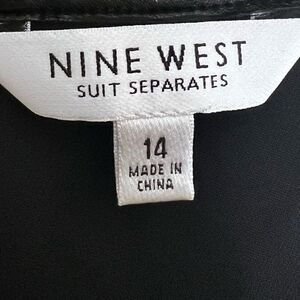 NINE WEST
SUIT SEPARATES
14
MADE IN
CHINA